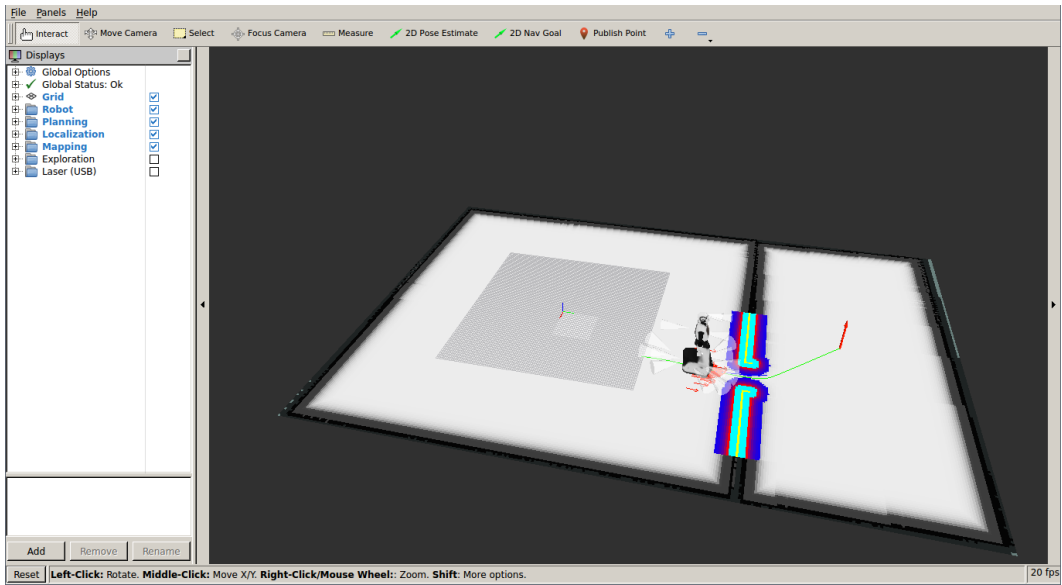 File Panels Help
Interact Move Camera Select Focus Camera Measure 2D Pose Estimate 2D Nav Goal Publish Point
Displays
Global Options
Global Status: Ok
Grid
Robot
Planning
Localization
Mapping
Exploration
Laser (USB)
Add Remove Rename
Reset Left-Click: Rotate. Middle-Click: Move X/Y. Right-Click/Mouse Wheel:: Zoom. Shift: More options. 20 fps